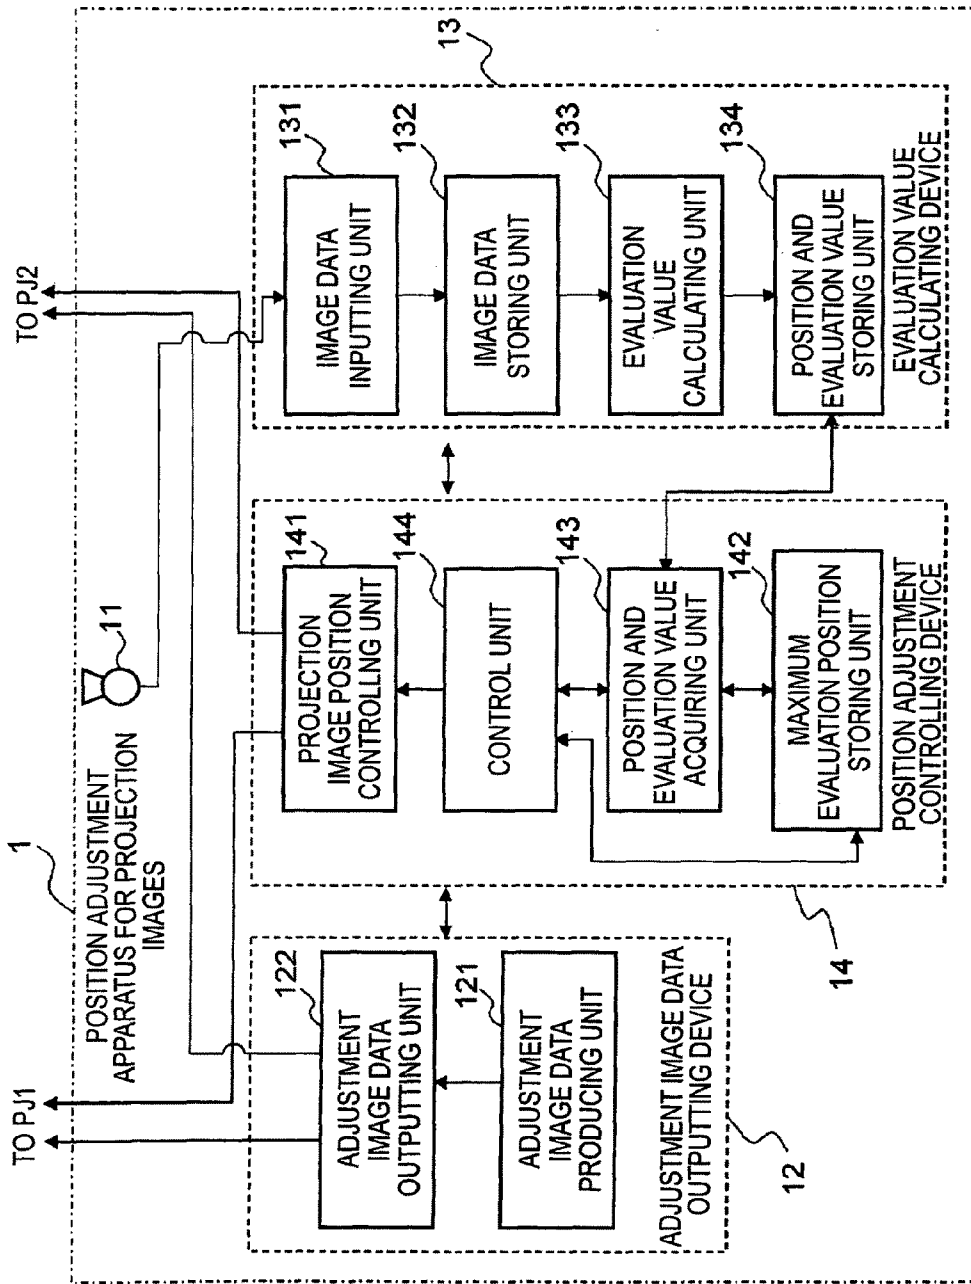 1
POSITION ADJUSTMENT
APPARATUS FOR PROJECTION
IMAGES
TO PJ1
TO PJ2
11
122
ADJUSTMENT
IMAGE DATA
OUTPUTTING UNIT
121
ADJUSTMENT
IMAGE DATA
PRODUCING UNIT
ADJUSTMENT IMAGE DATA
OUTPUTTING DEVICE
12
141
PROJECTION
IMAGE POSITION
CONTROLLNG UNIT
144
CONTROL UNIT
143
POSITION AND
EVALUATION VALUE
ACQUIRING UNIT
142
MAXIMUM
EVALUATION POSITION
STORING UNIT
POSITION ADJUSTMENT
CONTROLLING DEVICE
14
13
131
IMAGE DATA
INPUTTING UNIT
132
IMAGE DATA
STORING UNIT
133
EVALUATION
VALUE
CALCULATING UNIT
134
POSITION AND
EVALUATION VALUE
STORING UNIT
EVALUATION VALUE
CALCULATING DEVICE